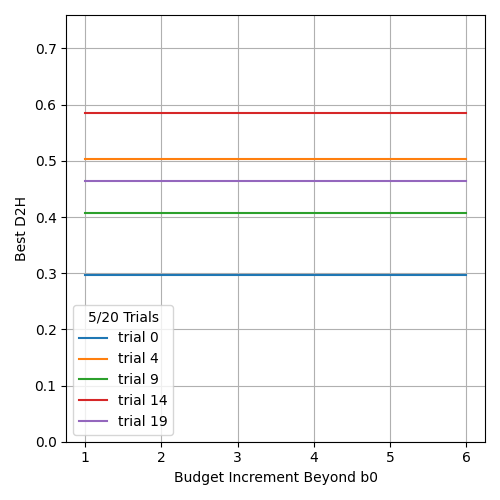 0.7
0.6
0.5
0.4
0.3
0.2
0.1
0.0
Best D2H
5/20 Trials
trial 0
trial 4
trial 9
trial 14
trial 19
1 2 3 4 5 6
Budget Increment Beyond b0